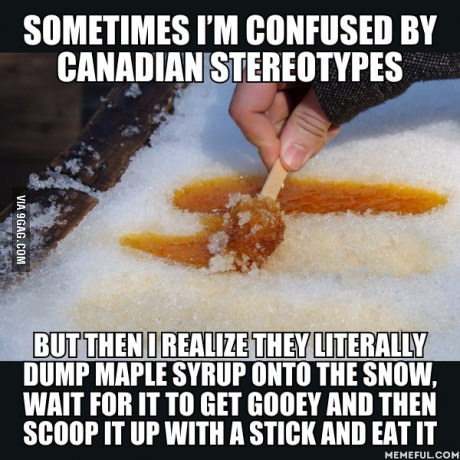 SOMETIMES I'M CONFUSED BY
CANADIAN STEREOTYPES
VIA 9GAG.COM
BUT THEN I REALIZE THEY LITERALLY
DUMP MAPLE SYRUP ONTO THE SNOW,
WAIT FOR IT TO GET GOOEY AND THEN
SCOOP IT UP WITH A STICK AND EAT IT
MEMEFUL.COM